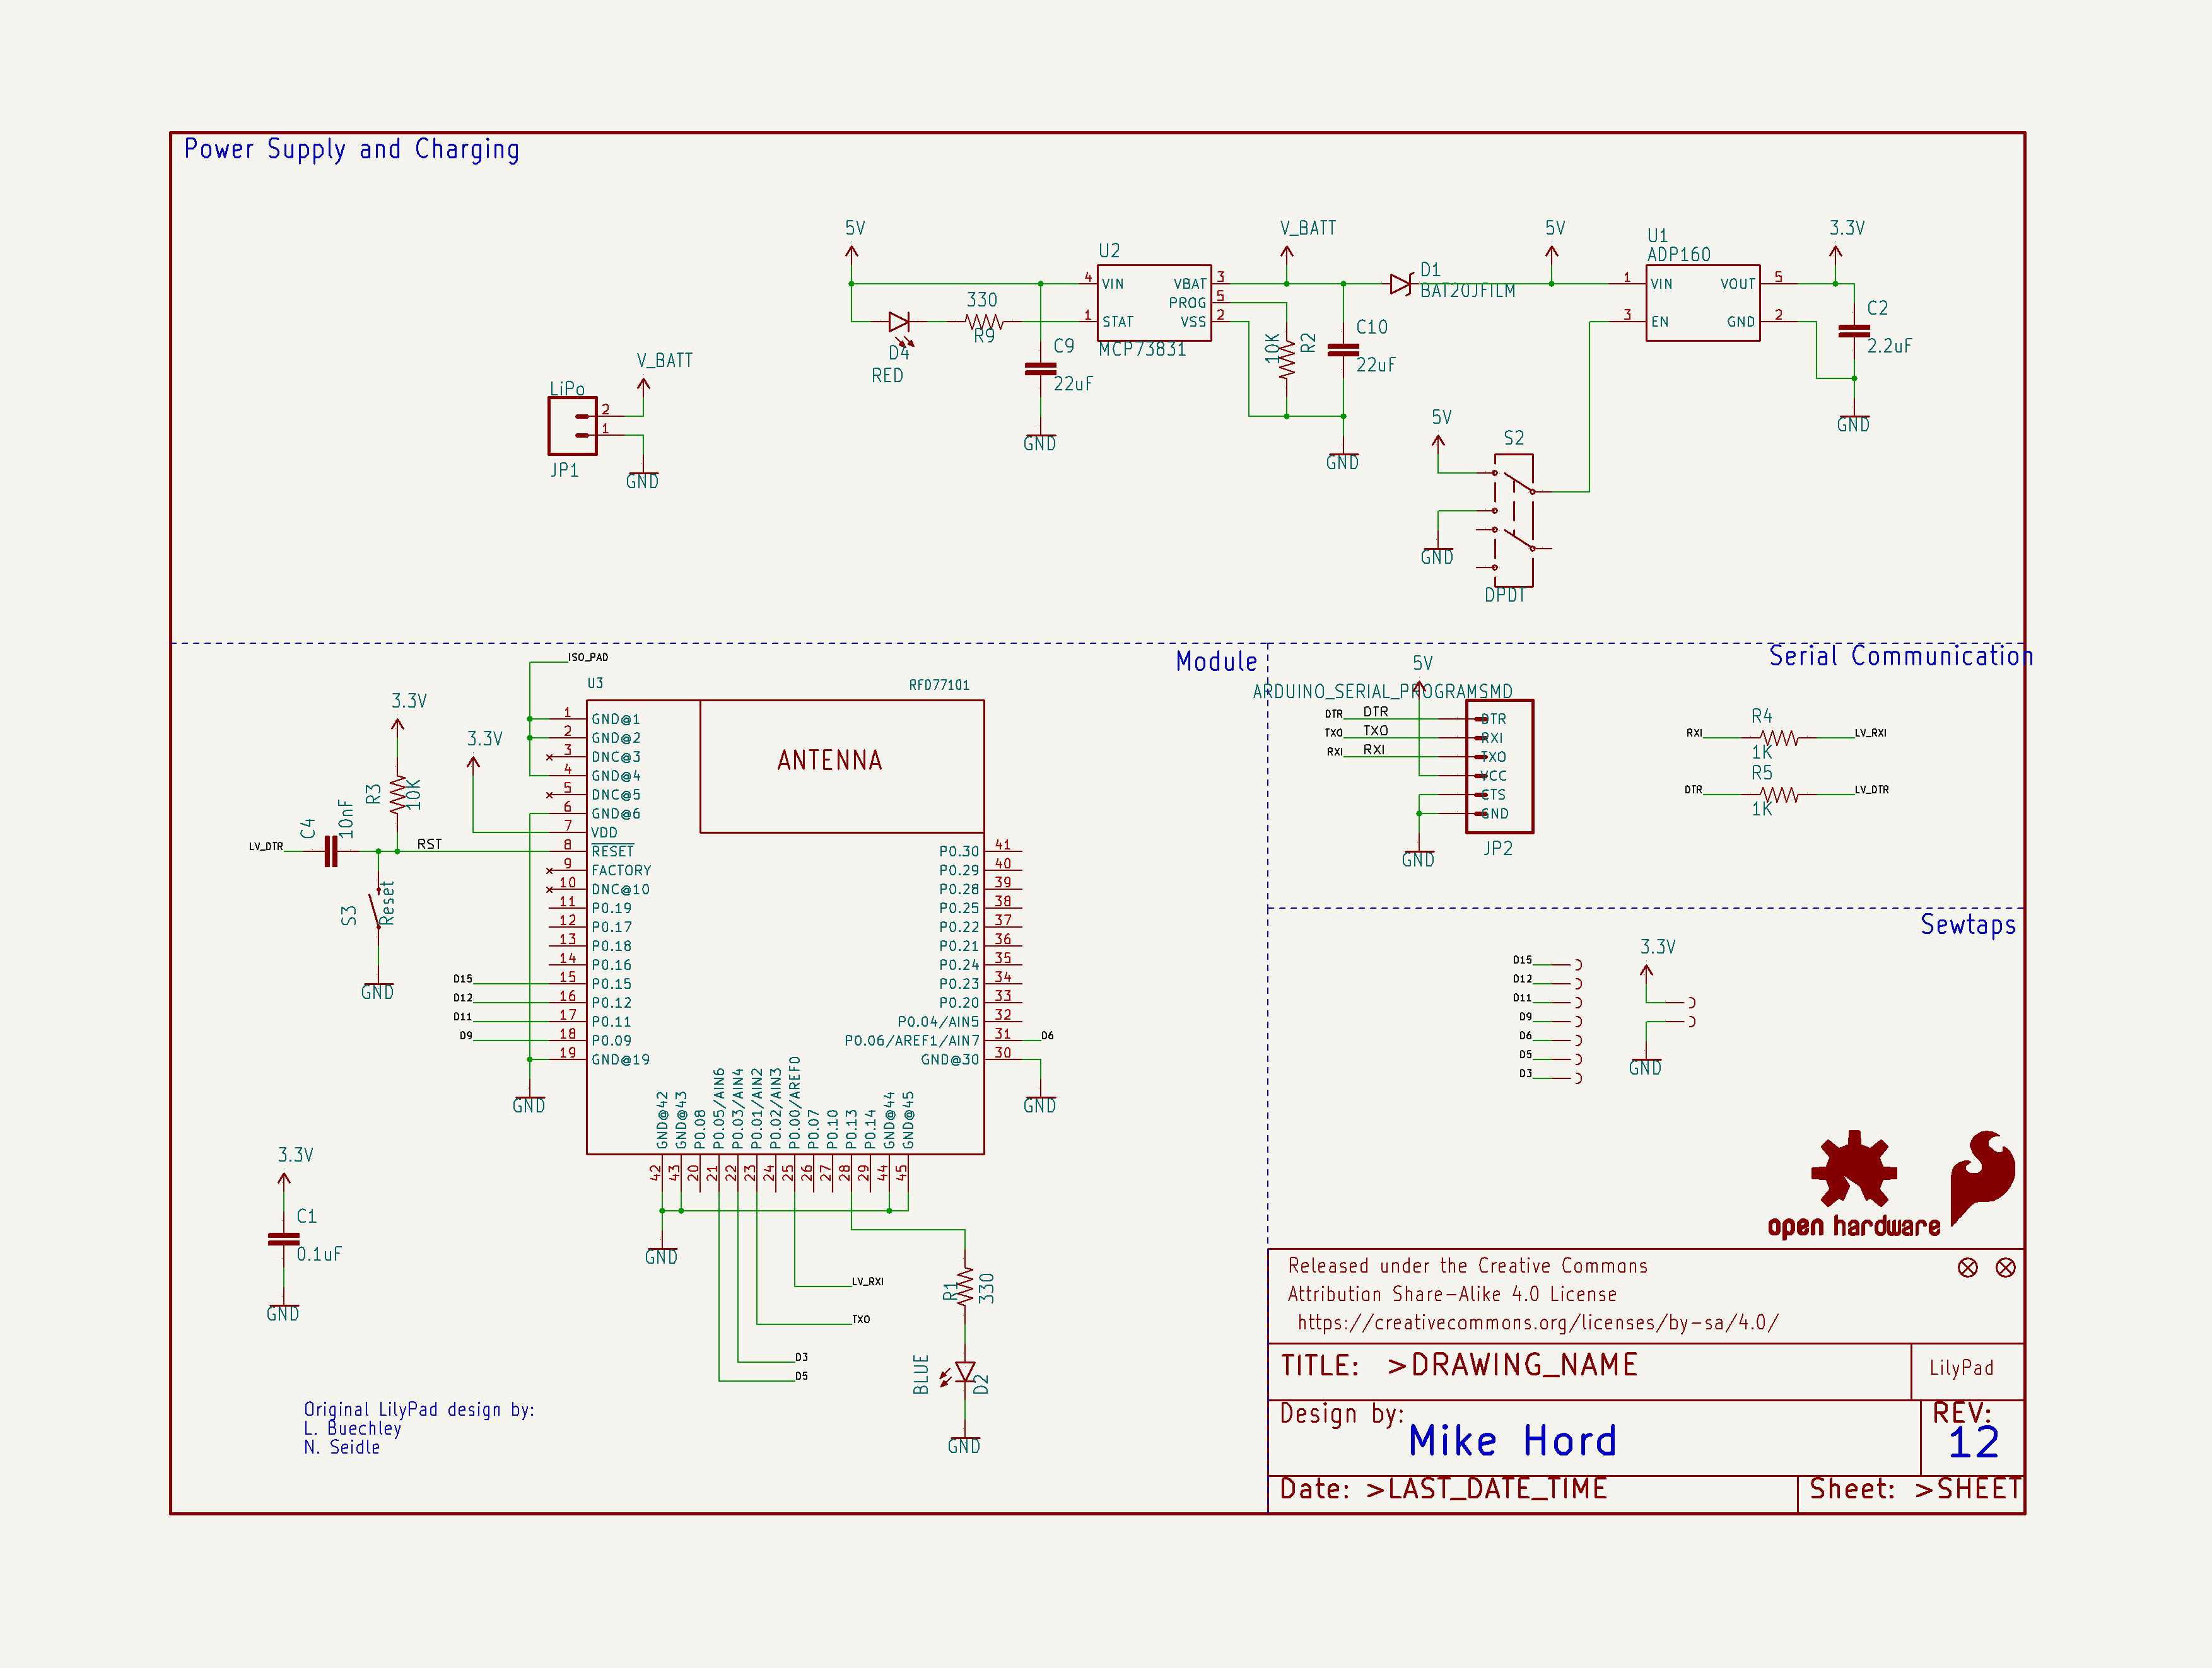 Power Supply and Charging
5V
V_BATT
5V
3.3V
U2
4 VIN
VBAT 3
PROG 5
1 STAT
VSS 2
MCP73831
330
R9
D4
RED
C9
22uF
GND
10K
R2
C10
22uF
GND
D1
BAT20JFILM
U1
ADP160
1 VIN
VOUT 5
3 EN
GND 2
C2
2.2uF
GND
V_BATT
LiPo
2
1
JP1
GND
5V
S2
GND
DPDT
Module
ISO_PAD
U3
RFD77101
ANTENNA
3.3V
3.3V
R3
10K
C4
10nF
LV_DTR
RST
S3
Reset
GND
1 GND@1
2 GND@2
3 DNC@3
4 GND@4
5 DNC@5
6 GND@6
7 VDD
8 RESET
9 FACTORY
10 DNC@10
11 P0.19
12 P0.17
13 P0.18
14 P0.16
D15 15 P0.15
D12 16 P0.12
D11 17 P0.11
D9 18 P0.09
19 GND@19
GND
P0.30 41
P0.29 40
P0.28 39
P0.25 38
P0.22 37
P0.21 36
P0.24 35
P0.23 34
P0.20 33
P0.04/AIN5 32
P0.06/AREF1/AIN7 31 D6
GND@30 30
GND
GND@42 42
GND@43 43
P0.08 20
P0.05/AIN6 21
P0.03/AIN4 22
P0.01/AIN2 23
P0.02/AIN3 24
P0.00/AREF0 25
P0.07 26
P0.10 27
P0.13 28
P0.14 29
GND@44 44
GND@45 45
GND
LV_RXI
TXO
D3
D5
R1
330
BLUE
D2
GND
3.3V
C1
0.1uF
GND
Original LilyPad design by:
L. Buechley
N. Seidle
Serial Communication
5V
ARDUINO_SERIAL_PROGRAMSMD
DTR DTR DTR
TXO TXO RXI
RXI RXI TXO
VCC
CTS
GND
JP2
GND
R4
RXI LV_RXI
1K
R5
DTR LV_DTR
1K
Sewtaps
D15
D12
D11
D9
D6
D5
D3
3.3V
GND
open hardware
Released under the Creative Commons
Attribution Share-Alike 4.0 License
https://creativecommons.org/licenses/by-sa/4.0/
TITLE: >DRAWING_NAME
LilyPad
Design by:
Mike Hord
REV:
12
Date: >LAST_DATE_TIME
Sheet: >SHEET